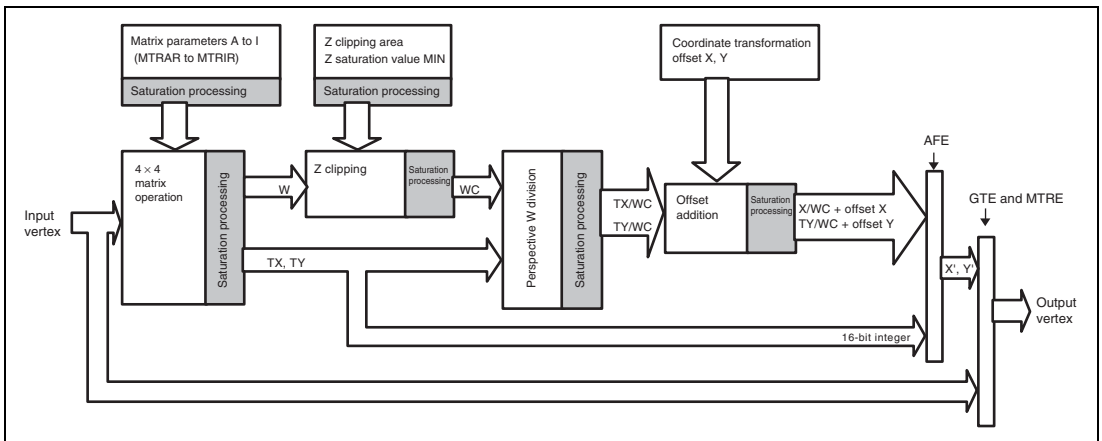 Matrix parameters A to I
(MTRAR to MTRIR)
Saturation processing
Z clipping area
Z saturation value MIN
Saturation processing
Coordinate transformation
offset X, Y
AFE
GTE and MTRE
Input
vertex
4 × 4
matrix
operation
Saturation processing
W
Z clipping
Saturation
processing
WC
Perspective W division
Saturation processing
TX/WC
TY/WC
Offset
addition
Saturation
processing
X/WC + offset X
TY/WC + offset Y
TX, TY
X', Y'
Output
vertex
16-bit integer